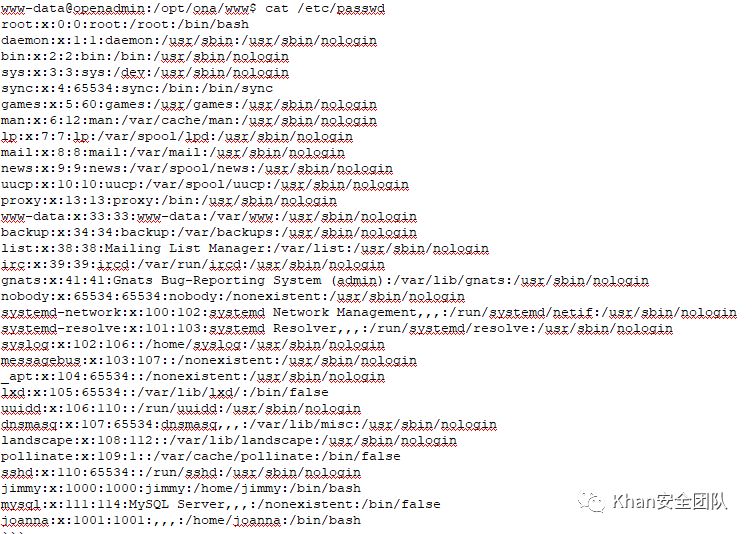 www-data@openadmin:/opt/ona/www$ cat /etc/passwd
root:x:0:0:root:/root:/bin/bash
daemon:x:1:1:daemon:/usr/sbin:/usr/sbin/nologin
bin:x:2:2:bin:/bin:/usr/sbin/nologin
sys:x:3:3:sys:/dev:/usr/sbin/nologin
sync:x:4:65534:sync:/bin:/bin/sync
games:x:5:60:games:/usr/games:/usr/sbin/nologin
man:x:6:12:man:/var/cache/man:/usr/sbin/nologin
lp:x:7:7:lp:/var/spool/lpd:/usr/sbin/nologin
mail:x:8:8:mail:/var/mail:/usr/sbin/nologin
news:x:9:9:news:/var/spool/news:/usr/sbin/nologin
uucp:x:10:10:uucp:/var/spool/uucp:/usr/sbin/nologin
proxy:x:13:13:proxy:/bin:/usr/sbin/nologin
www-data:x:33:33:www-data:/var/www:/usr/sbin/nologin
backup:x:34:34:backup:/var/backups:/usr/sbin/nologin
list:x:38:38:Mailing List Manager:/var/list:/usr/sbin/nologin
irc:x:39:39:ircd:/var/run/ircd:/usr/sbin/nologin
gnats:x:41:41:Gnats Bug-Reporting System (admin):/var/lib/gnats:/usr/sbin/nologin
nobody:x:65534:65534:nobody:/nonexistent:/usr/sbin/nologin
systemd-network:x:100:102:systemd Network Management,,,:/run/systemd/netif:/usr/sbin/nologin
systemd-resolve:x:101:103:systemd Resolver,,,:/run/systemd/resolve:/usr/sbin/nologin
syslog:x:102:106::/home/syslog:/usr/sbin/nologin
messagebus:x:103:107::/nonexistent:/usr/sbin/nologin
_apt:x:104:65534::/nonexistent:/usr/sbin/nologin
lxd:x:105:65534::/var/lib/lxd/:/bin/false
uuidd:x:106:110::/run/uuidd:/usr/sbin/nologin
dnsmasq:x:107:65534:dnsmasq,,,:/var/lib/misc:/usr/sbin/nologin
landscape:x:108:112::/var/lib/landscape:/usr/sbin/nologin
pollinate:x:109:1::/var/cache/pollinate:/bin/false
sshd:x:110:65534::/run/sshd:/usr/sbin/nologin
jimmy:x:1000:1000:jimmy:/home/jimmy:/bin/bash
mysql:x:111:114:MySQL Server,,,:/nonexistent:/bin/false
joanna:x:1001:1001:,,,:/home/joanna:/bin/bash
```
Khan安全团队